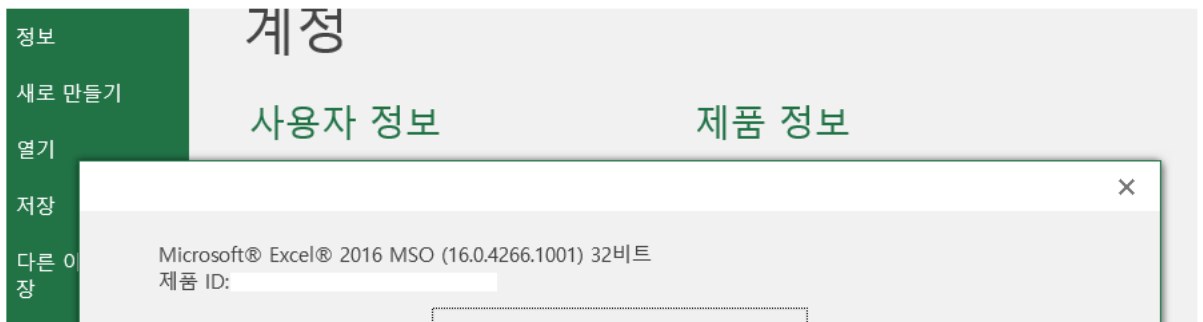 정보
계정
새로 만들기
사용자 정보
제품 정보
열기
저장
다른 이
장
Microsoft® Excel® 2016 MSO (16.0.4266.1001) 32비트
제품 ID: